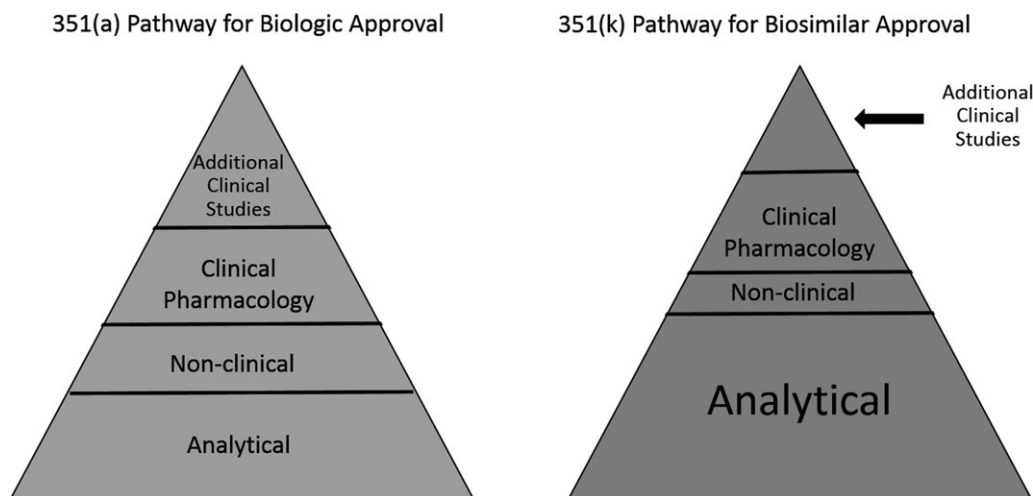 351(a) Pathway for Biologic Approval
Additional
Clinical
Studies
Clinical
Pharmacology
Non-clinical
Analytical
351(k) Pathway for Biosimilar Approval
Additional
Clinical
Studies
Clinical
Pharmacology
Non-clinical
Analytical